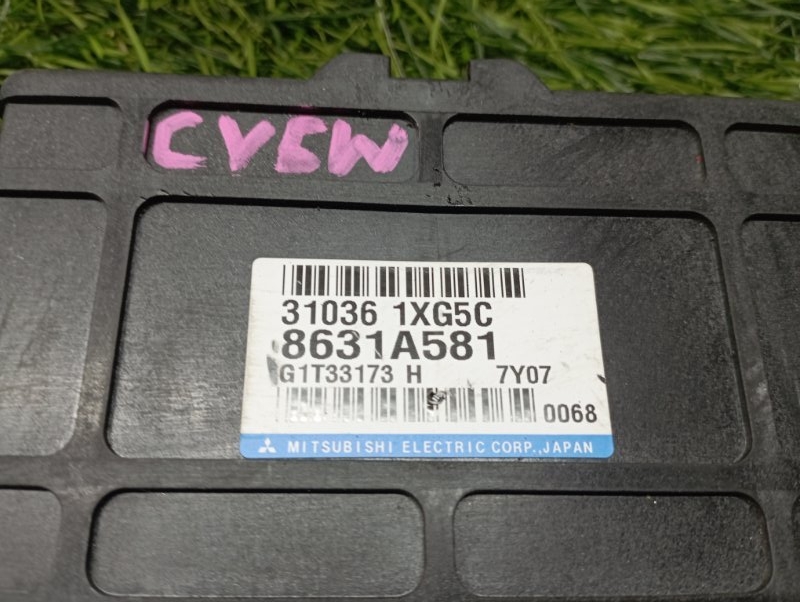 CV5W
31036 1XG5C
8631A581
G1T33173 H 7Y07
0068
MITSUBISHI ELECTRIC CORP., JAPAN